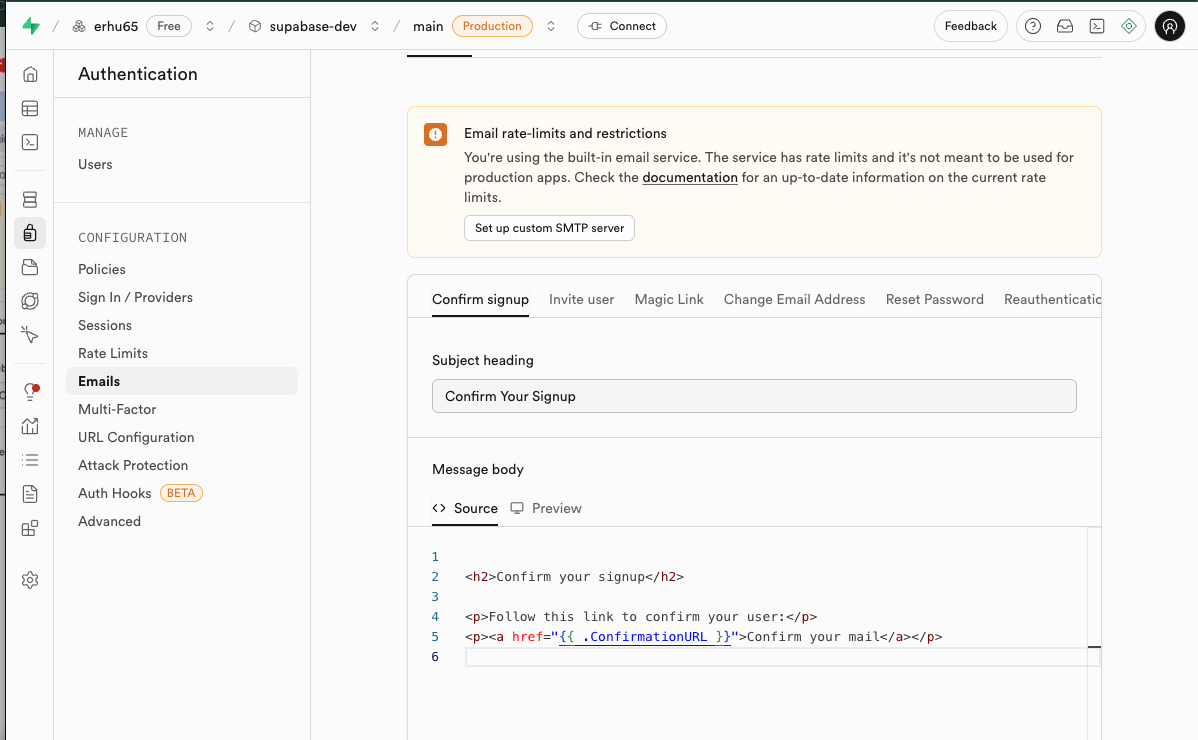 erhu65 Free / supabase-dev / main Production Connect Feedback
Authentication
MANAGE
Users
CONFIGURATION
Policies
Sign In / Providers
Sessions
Rate Limits
Emails
Multi-Factor
URL Configuration
Attack Protection
Auth Hooks BETA
Advanced
Email rate-limits and restrictions
You're using the built-in email service. The service has rate limits and it's not meant to be used for
production apps. Check the documentation for an up-to-date information on the current rate
limits.
Set up custom SMTP server
Confirm signup Invite user Magic Link Change Email Address Reset Password Reauthenticatio
Subject heading
Confirm Your Signup
Message body
<> Source Preview
1
2 <h2>Confirm your signup</h2>
3
4 <p>Follow this link to confirm your user:</p>
5 <p><a href="{{ .ConfirmationURL }}">Confirm your mail</a></p>
6